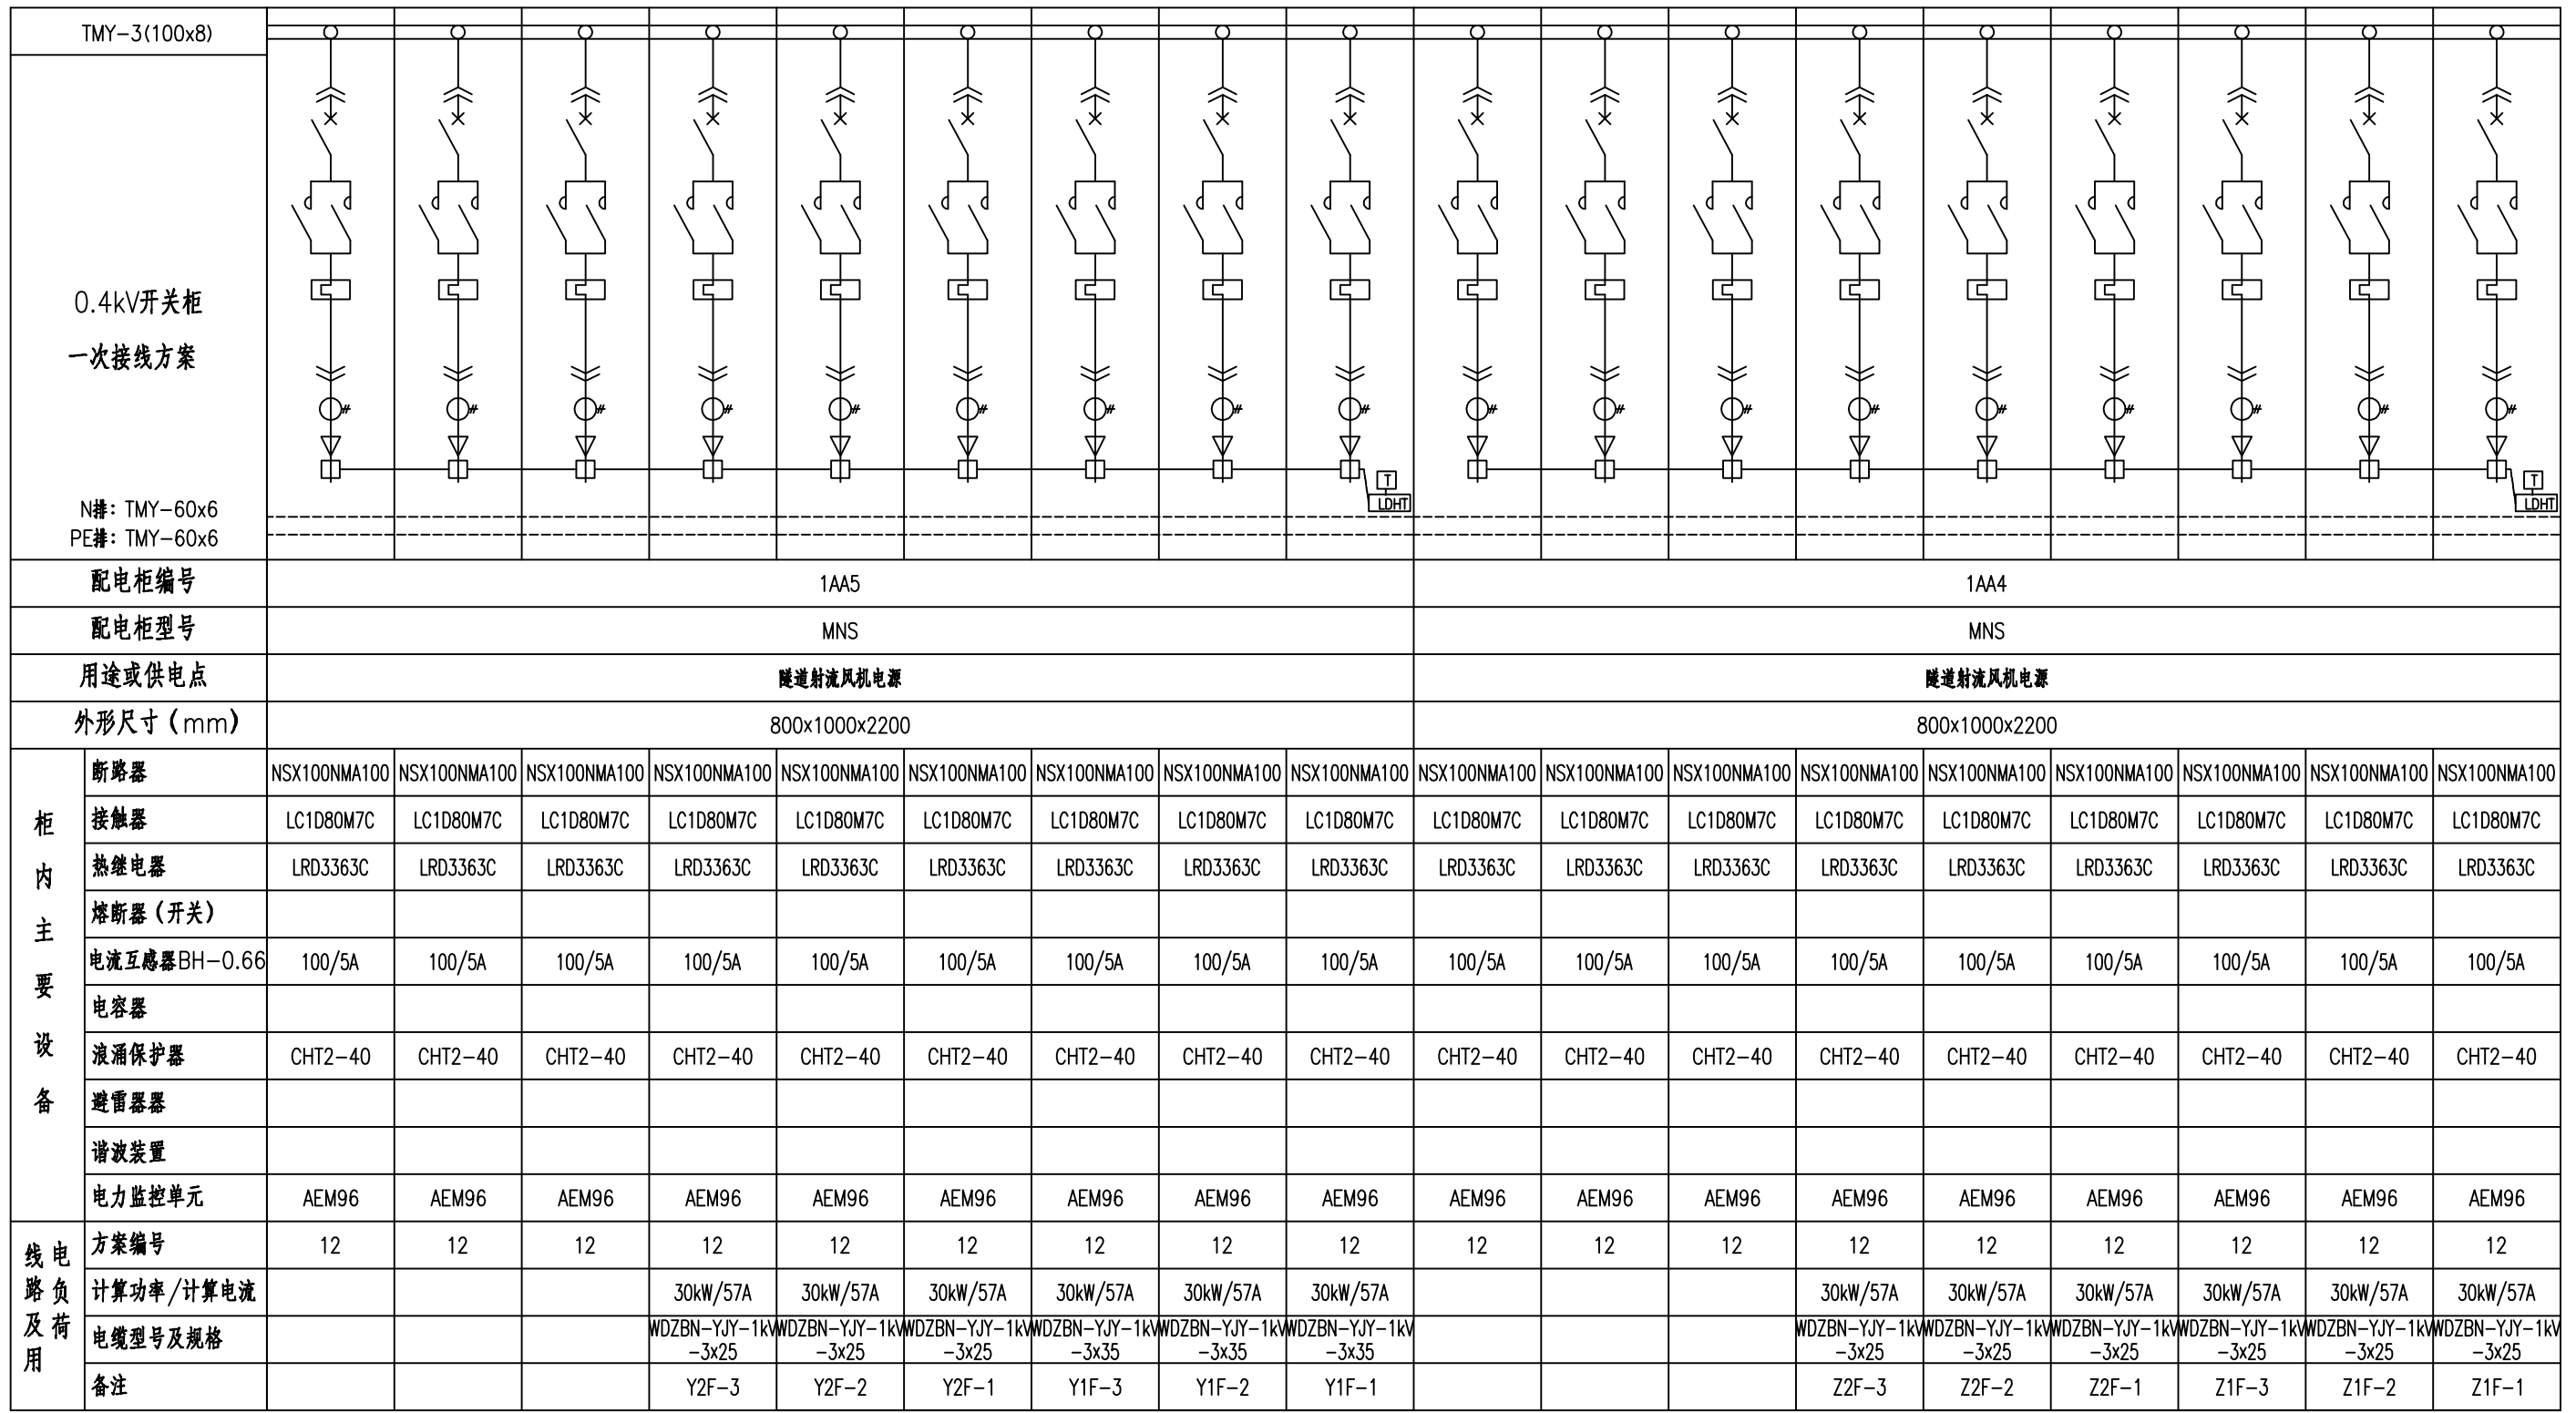 TMY-3(100x8)
0.4kV开关柜
一次接线方案
T
LDHT
T
LDHT
N排: TMY-60x6
PE排: TMY-60x6
配电柜编号 1AA5 1AA4
配电柜型号 MNS MNS
用途或供电点 隧道射流风机电源 隧道射流风机电源
外形尺寸(mm) 800x1000x2200 800x1000x2200
柜内主要设备
断路器 NSX100NMA100 NSX100NMA100 NSX100NMA100 NSX100NMA100 NSX100NMA100 NSX100NMA100 NSX100NMA100 NSX100NMA100 NSX100NMA100 NSX100NMA100 NSX100NMA100 NSX100NMA100 NSX100NMA100 NSX100NMA100 NSX100NMA100 NSX100NMA100 NSX100NMA100 NSX100NMA100
接触器 LC1D80M7C LC1D80M7C LC1D80M7C LC1D80M7C LC1D80M7C LC1D80M7C LC1D80M7C LC1D80M7C LC1D80M7C LC1D80M7C LC1D80M7C LC1D80M7C LC1D80M7C LC1D80M7C LC1D80M7C LC1D80M7C LC1D80M7C LC1D80M7C
热继电器 LRD3363C LRD3363C LRD3363C LRD3363C LRD3363C LRD3363C LRD3363C LRD3363C LRD3363C LRD3363C LRD3363C LRD3363C LRD3363C LRD3363C LRD3363C LRD3363C LRD3363C LRD3363C
熔断器(开关)
电流互感器BH-0.66 100/5A 100/5A 100/5A 100/5A 100/5A 100/5A 100/5A 100/5A 100/5A 100/5A 100/5A 100/5A 100/5A 100/5A 100/5A 100/5A 100/5A 100/5A
电容器
浪涌保护器 CHT2-40 CHT2-40 CHT2-40 CHT2-40 CHT2-40 CHT2-40 CHT2-40 CHT2-40 CHT2-40 CHT2-40 CHT2-40 CHT2-40 CHT2-40 CHT2-40 CHT2-40 CHT2-40 CHT2-40 CHT2-40
避雷器器
谐波装置
电力监控单元 AEM96 AEM96 AEM96 AEM96 AEM96 AEM96 AEM96 AEM96 AEM96 AEM96 AEM96 AEM96 AEM96 AEM96 AEM96 AEM96 AEM96 AEM96
线路及用
电负荷
方案编号 12 12 12 12 12 12 12 12 12 12 12 12 12 12 12 12 12 12
计算功率/计算电流 30kW/57A 30kW/57A 30kW/57A 30kW/57A 30kW/57A 30kW/57A 30kW/57A 30kW/57A 30kW/57A 30kW/57A 30kW/57A 30kW/57A
电缆型号及规格 WDZBN-YJY-1kV WDZBN-YJY-1kV WDZBN-YJY-1kV WDZBN-YJY-1kV WDZBN-YJY-1kV WDZBN-YJY-1kV WDZBN-YJY-1kV WDZBN-YJY-1kV WDZBN-YJY-1kV WDZBN-YJY-1kV WDZBN-YJY-1kV WDZBN-YJY-1kV
-3x25 -3x25 -3x25 -3x35 -3x35 -3x35 -3x25 -3x25 -3x25 -3x25 -3x25 -3x25
备注 Y2F-3 Y2F-2 Y2F-1 Y1F-3 Y1F-2 Y1F-1 Z2F-3 Z2F-2 Z2F-1 Z1F-3 Z1F-2 Z1F-1